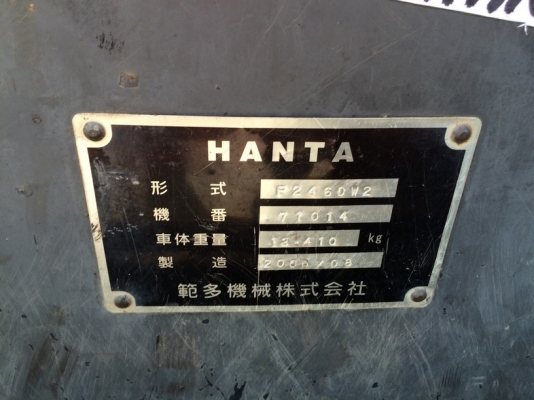 HANTA
形式 F2460W2
機番 71014
車体重量 kg
製造
範多機械株式会社